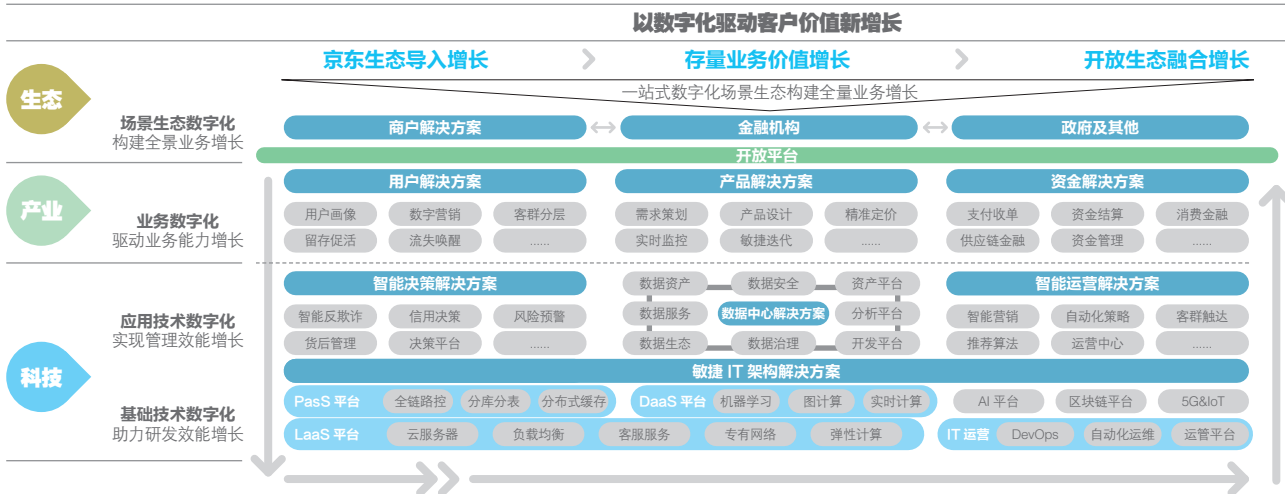 以数字化驱动客户价值新增长
京东生态导入增长 存量业务价值增长 开放生态融合增长
一站式数字化场景生态构建全量业务增长
生态
场景生态数字化
构建全景业务增长
商户解决方案 金融机构 政府及其他
开放平台
产业
业务数字化
驱动业务能力增长
用户解决方案 产品解决方案 资金解决方案
用户画像 数字营销 客群分层 需求策划 产品设计 精准定价 支付收单 资金结算 消费金融
留存促活 流失唤醒 ...... 实时监控 敏捷迭代 ...... 供应链金融 资金管理 ......
科技
应用技术数字化
实现管理效能增长
智能决策解决方案 数据资产 数据安全 资产平台 智能运营解决方案
智能反欺诈 信用决策 风险预警 数据服务 数据中心解决方案 分析平台 智能营销 自动化策略 客群触达
货后管理 决策平台 ...... 数据生态 数据治理 开发平台 推荐算法 运营中心 ......
敏捷 IT 架构解决方案
基础技术数字化
助力研发效能增长
PasS 平台 全链路控 分库分表 分布式缓存 DaaS 平台 机器学习 图计算 实时计算 AI 平台 区块链平台 5G&IoT
LaaS 平台 云服务器 负载均衡 客服服务 专有网络 弹性计算 IT 运营 DevOps 自动化运维 运管平台